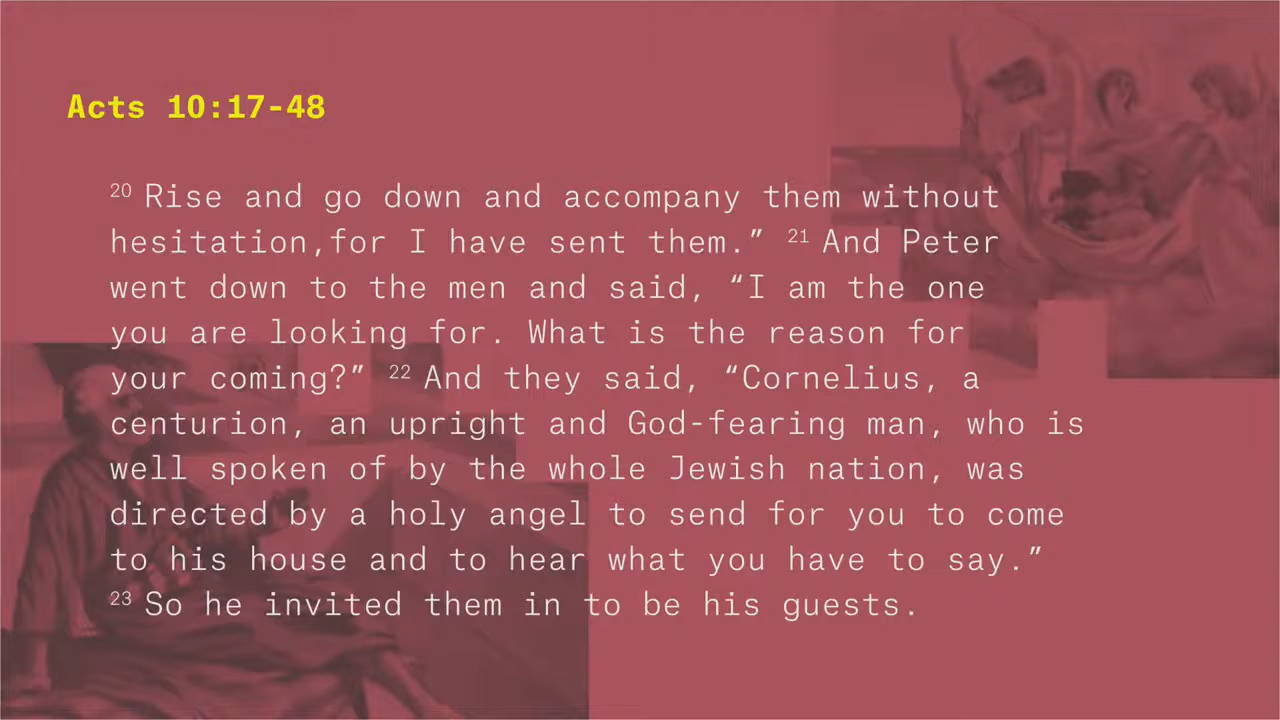 Acts 10:17-48
20 Rise and go down and accompany them without
hesitation,for I have sent them.” 21 And Peter
went down to the men and said, “I am the one
you are looking for. What is the reason for
your coming?” 22 And they said, “Cornelius, a
centurion, an upright and God-fearing man, who is
well spoken of by the whole Jewish nation, was
directed by a holy angel to send for you to come
to his house and to hear what you have to say.”
23 So he invited them in to be his guests.